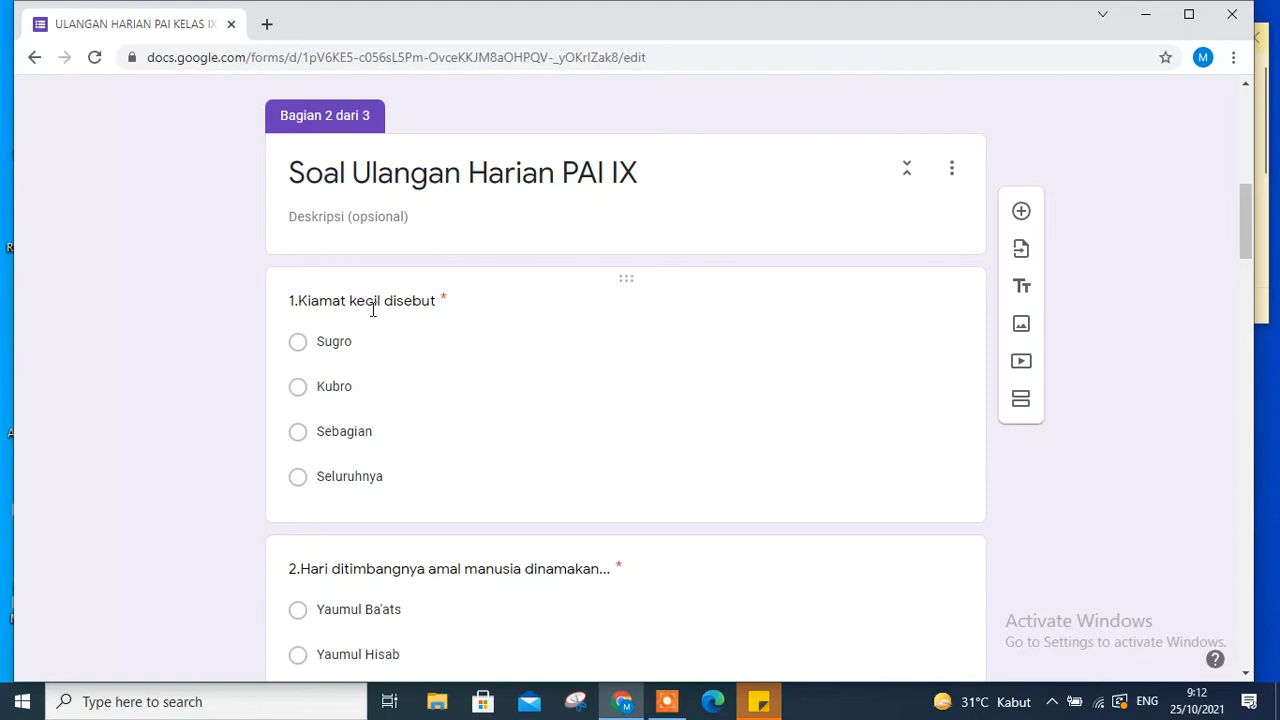 ULANGAN HARIAN PAI KELAS IX
docs.google.com/forms/d/1pV6KE5-c056sL5Pm-OvceKKJM8aOHPQV-_yOKrIZak8/edit
M
Bagian 2 dari 3
Soal Ulangan Harian PAI IX
Deskripsi (opsional)
1.Kiamat kecil disebut *
Sugro
Kubro
Sebagian
Seluruhnya
2.Hari ditimbangnya amal manusia dinamakan... *
Yaumul Ba'ats
Yaumul Hisab
Tт
Activate Windows
Go to Settings to activate Windows.
Type here to search
31°C Kabut
ENG
9:12
25/10/2021